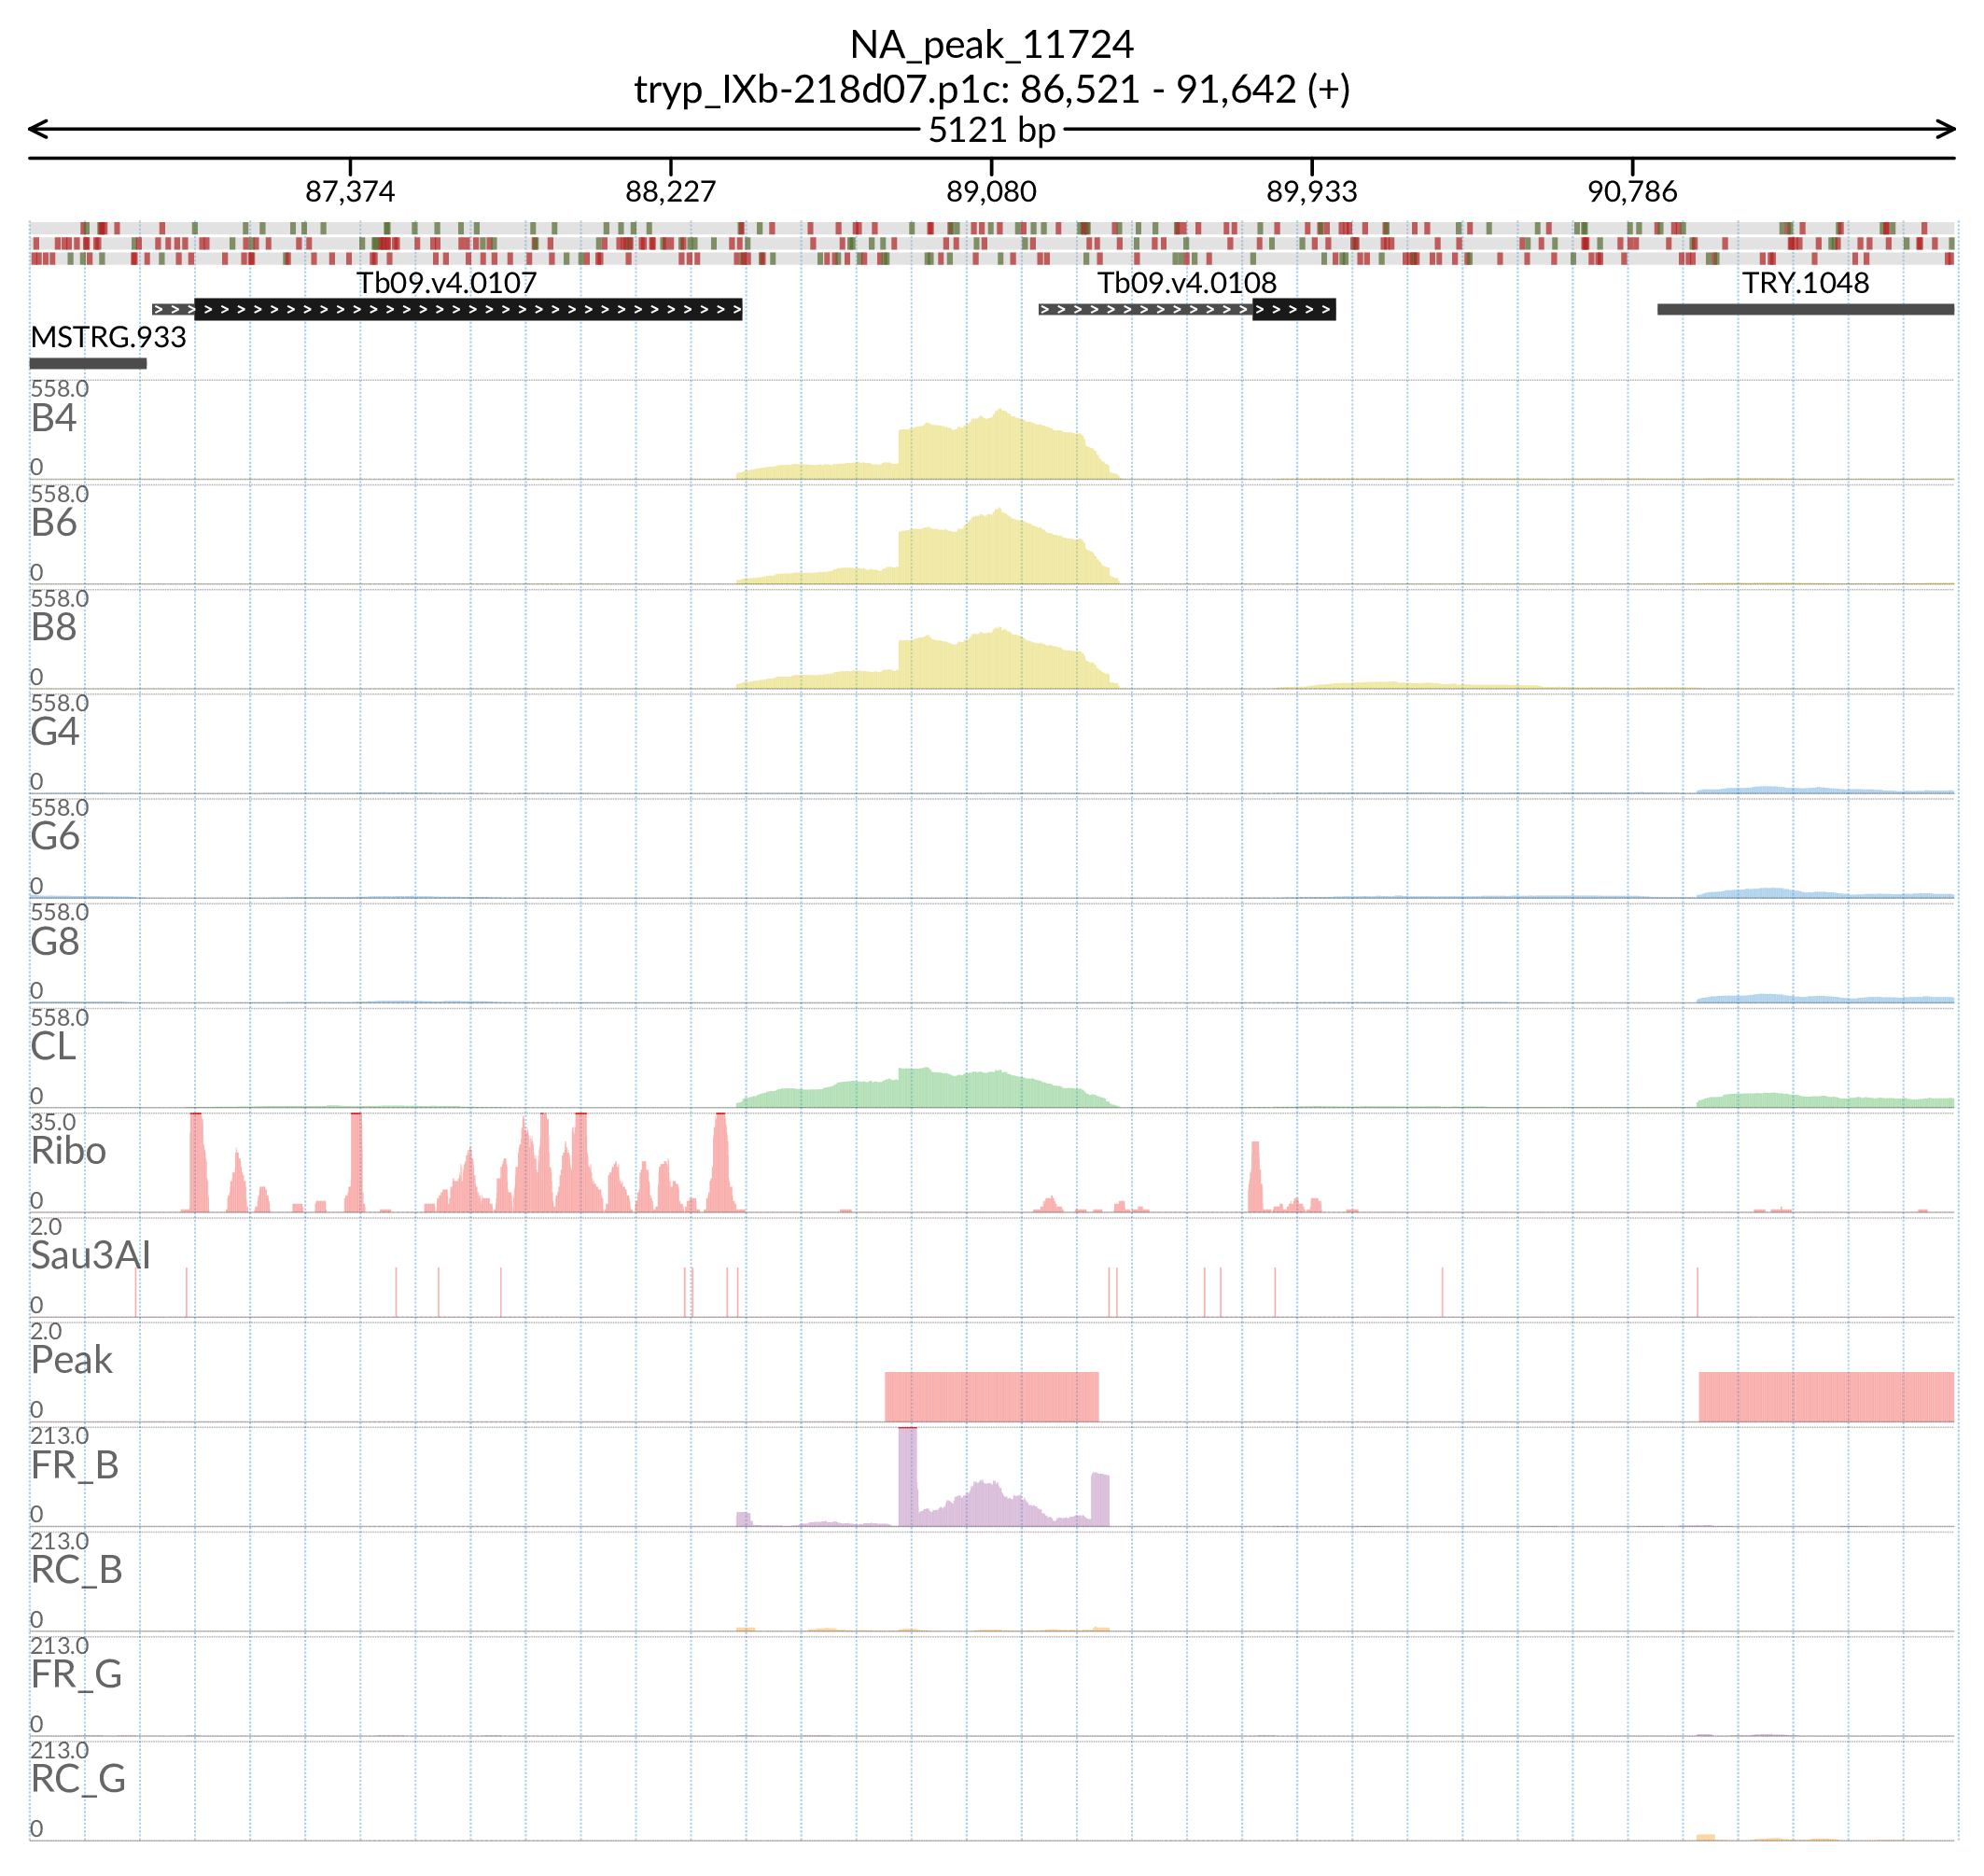 NA_peak_11724
tryp_IXb-218d07.p1c: 86,521 - 91,642 (+)
5121 bp
87,374 88,227 89,080 89,933 90,786
Tb09.v4.0107 Tb09.v4.0108 TRY.1048
MSTRG.933
558.0
B4
0
558.0
B6
0
558.0
B8
0
558.0
G4
0
558.0
G6
0
558.0
G8
0
558.0
CL
0
35.0
Ribo
0
2.0
Sau3AI
0
2.0
Peak
0
213.0
FR_B
0
213.0
RC_B
0
213.0
FR_G
0
213.0
RC_G
0